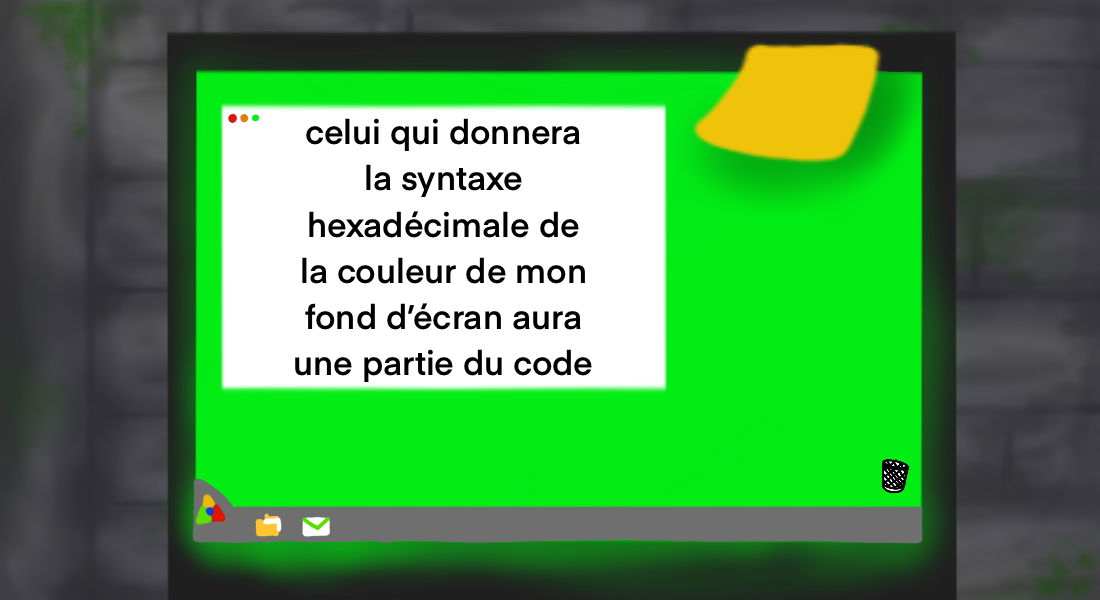 celui qui donnera
la syntaxe
hexadécimale de
la couleur de mon
fond d’écran aura
une partie du code